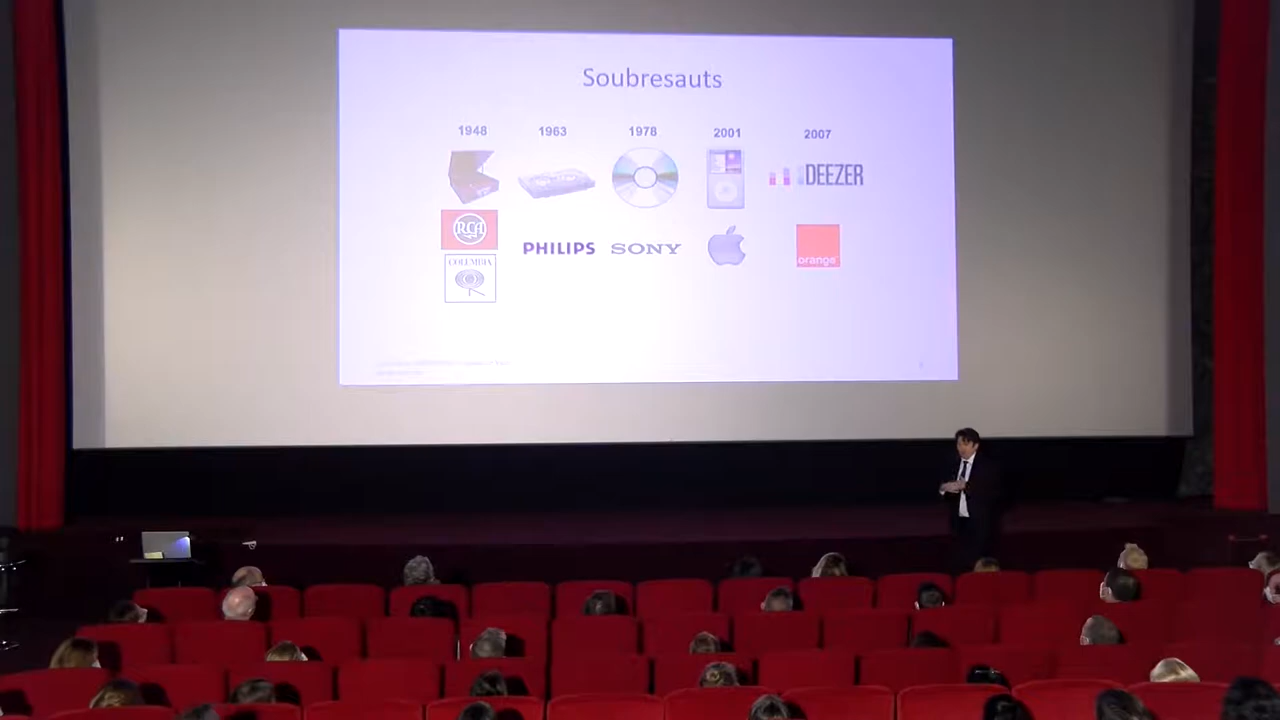 Soubresauts
1948 1963 1978 2001 2007
DEEZER
RCA
PHILIPS SONY
orange
COLUMBIA